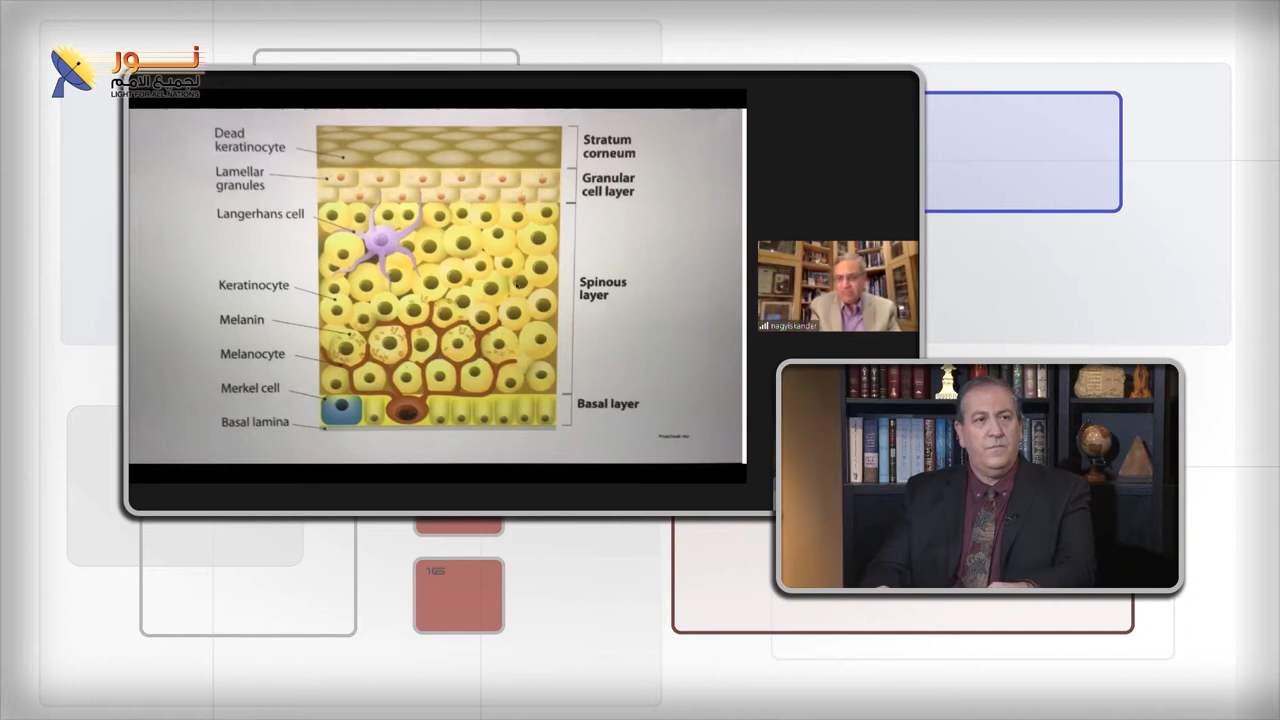 نور
لجميع الأمم
LIGHT FOR ALL NATIONS
Dead
keratinocyte
Lamellar
granules
Langerhans cell
Keratinocyte
Melanin
Melanocyte
Merkel cell
Basal lamina
Stratum
corneum
Granular
cell layer
Spinous
layer
Basal layer
nagyiskander
16